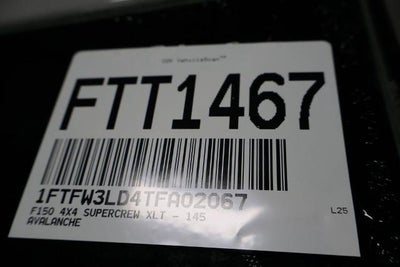 FTT1467
1FTFW3LD4TFA02067
F150 4X4 SUPERCREW XLT - 145
AVALANCHE
L25